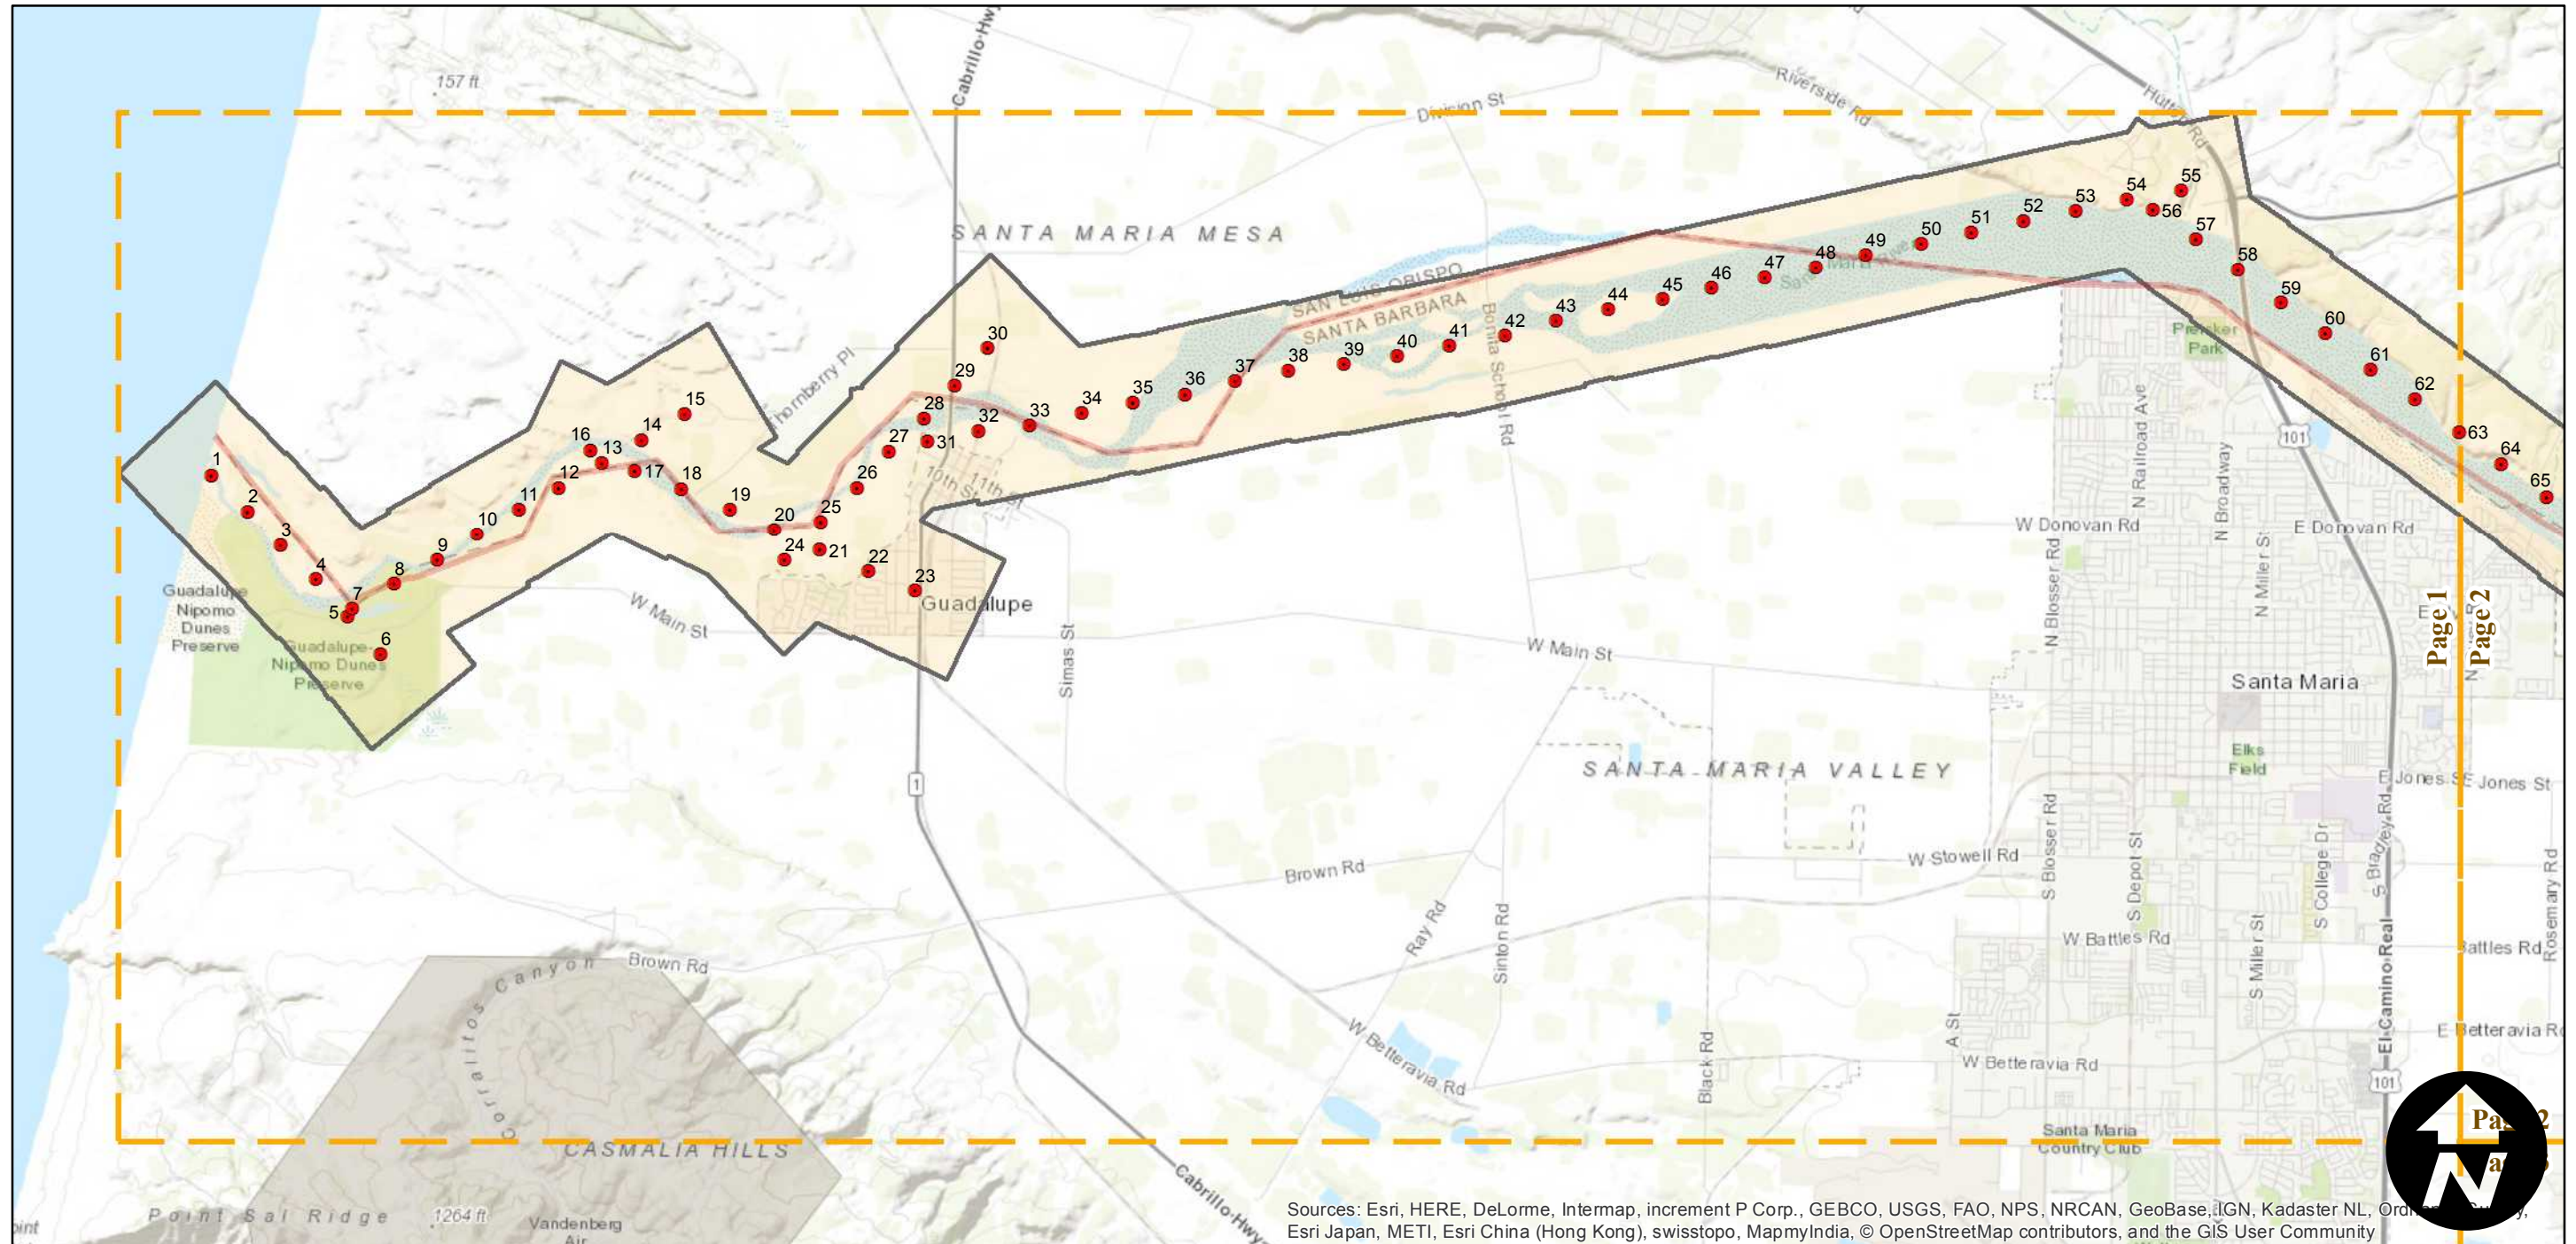 Cabrillo Hwy
157 ft
Division St
Riverside Rd
SANTA MARIA MESA
55
54
53
56
52
51
50
57
49
48
58
47
46
59
45
44
60
43
42
41
40
39
38
37
36
35
34
33
32
31
30
29
28
27
26
25
24
23
22
21
20
19
18
17
16
15
14
13
12
11
10
9
8
7
6
5
4
3
2
1
61
62
63
64
65
SAN LUIS OBISPO
SANTA BARBARA
Bonita School Rd
Thornberry Pl
Preisker
Park
101
10th St
11th St
N Railroad Ave
N Broadway
N Miller St
N Blosser Rd
W Donovan Rd
E Donovan Rd
Guadalupe
Nipomo
Dunes
Preserve
Guadalupe-
Nipomo Dunes
Preserve
W Main St
Guadalupe
Simas St
W Main St
Page 1
Page 2
Santa Maria
SANTA MARIA VALLEY
Elks
Field
E Jones St
E Jones St
1
S Blosser Rd
S Depot St
S College Dr
S Bradley Rd
Rosemary Rd
W Stowell Rd
Brown Rd
Ray Rd
Sinton Rd
S Miller St
W Battles Rd
Battles Rd
Brown Rd
Corralitos Canyon
Black Rd
A St
W Betteravia Rd
W Betteravia Rd
E Betteravia Rd
El Camino Real
101
Santa Maria
Country Club
CASMALIA HILLS
Point Sal Ridge
1264 ft
Vandenberg
Air
Cabrillo Hwy
N
Sources: Esri, HERE, DeLorme, Intermap, increment P Corp., GEBCO, USGS, FAO, NPS, NRCAN, GeoBase, IGN, Kadaster NL,
Esri Japan, METI, Esri China (Hong Kong), swisstopo, MapmyIndia, © OpenStreetMap contributors, and the GIS User Community